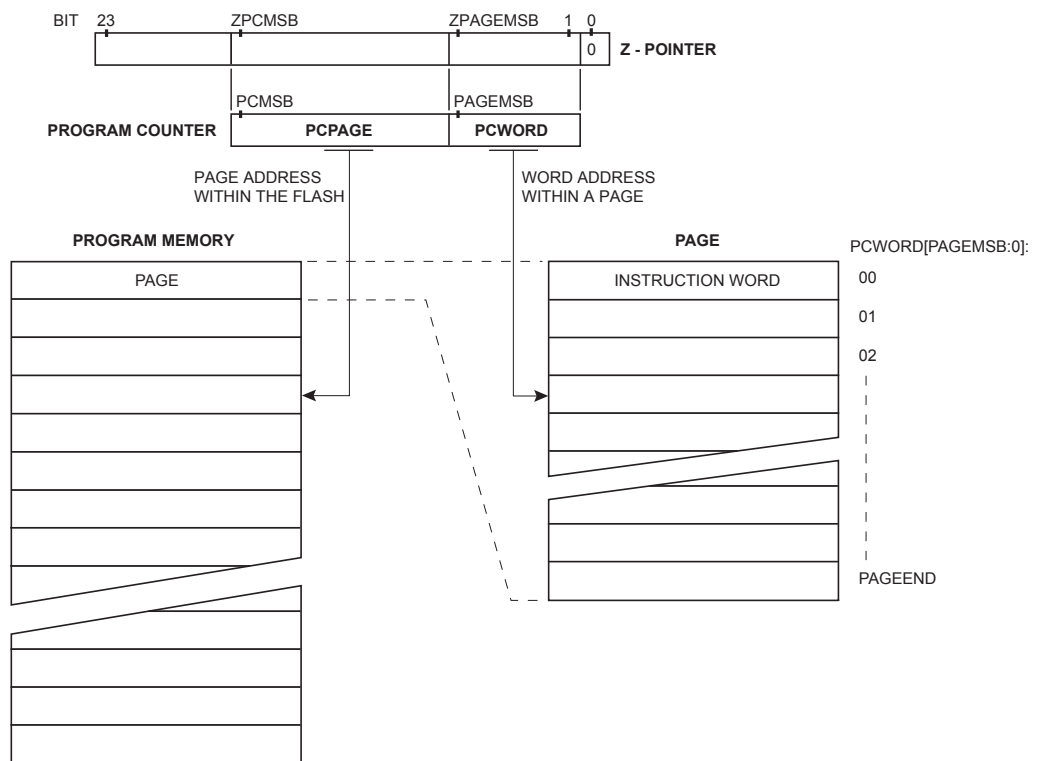 BIT 23 ZPCMSB ZPAGEMSB 1 0
0 Z - POINTER
PCMSB PAGEMSB
PROGRAM COUNTER PCPAGE PCWORD
PAGE ADDRESS
WITHIN THE FLASH
WORD ADDRESS
WITHIN A PAGE
PROGRAM MEMORY PAGE PCWORD[PAGEMSB:0]:
PAGE INSTRUCTION WORD 00
01
02
PAGEEND